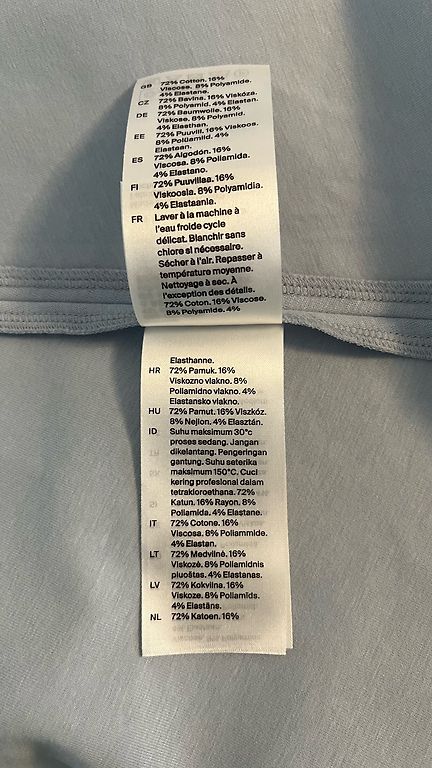 GB 72% Cotton. 16%
Viscose. 8% Polyamide.
4% Elastane.
CZ 72% Bavlna. 16% Viskóza.
8% Polyamid. 4% Elastan.
DE 72% Baumwolle. 16%
Viskose. 8% Polyamid.
4% Elasthan.
EE 72% Puuvill. 16% Viskoos.
8% Polüamiid. 4%
Elastaan.
ES 72% Algodón. 16%
Viscosa. 8% Poliamida.
4% Elastano.
FI 72% Puuvillaa. 16%
Viskoosia. 8% Polyamidia.
4% Elastaania.
FR Laver à la machine à
l'eau froide cycle
délicat. Blanchir sans
chlore si nécessaire.
Sécher à l'air. Repasser à
température moyenne.
Nettoyage à sec. À
l'exception des détails.
72% Coton. 16% Viscose.
8% Polyamide. 4%
Elasthanne.
HR 72% Pamuk. 16%
Viskozno vlakno. 8%
Poliamidno vlakno. 4%
Elastansko vlakno.
HU 72% Pamut. 16% Viszkóz.
8% Nejlon. 4% Elasztán.
ID Suhu maksimum 30°c
proses sedang. Jangan
dikelantang. Pengeringan
gantung. Suhu seterika
maksimum 150°C. Cuci
kering profesional dalam
tetrakloroethana. 72%
Katun. 16% Rayon. 8%
Poliamida. 4% Elastane.
IT 72% Cotone. 16%
Viscosa. 8% Poliammide.
4% Elastan.
LT 72% Medvilnė. 16%
Viskozė. 8% Poliamidnis
pluoštas. 4% Elastanas.
LV 72% Kokvilna. 16%
Viskoze. 8% Poliamīds.
4% Elastāns.
NL 72% Katoen. 16%